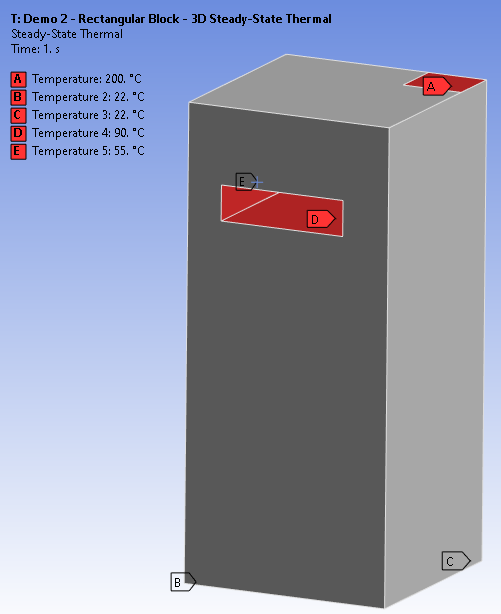 T: Demo 2 - Rectangular Block - 3D Steady-State Thermal
Steady-State Thermal
Time: 1. s
A Temperature: 200. °C
B Temperature 2: 22. °C
C Temperature 3: 22. °C
D Temperature 4: 90. °C
E Temperature 5: 55. °C
A
E
D
C
B